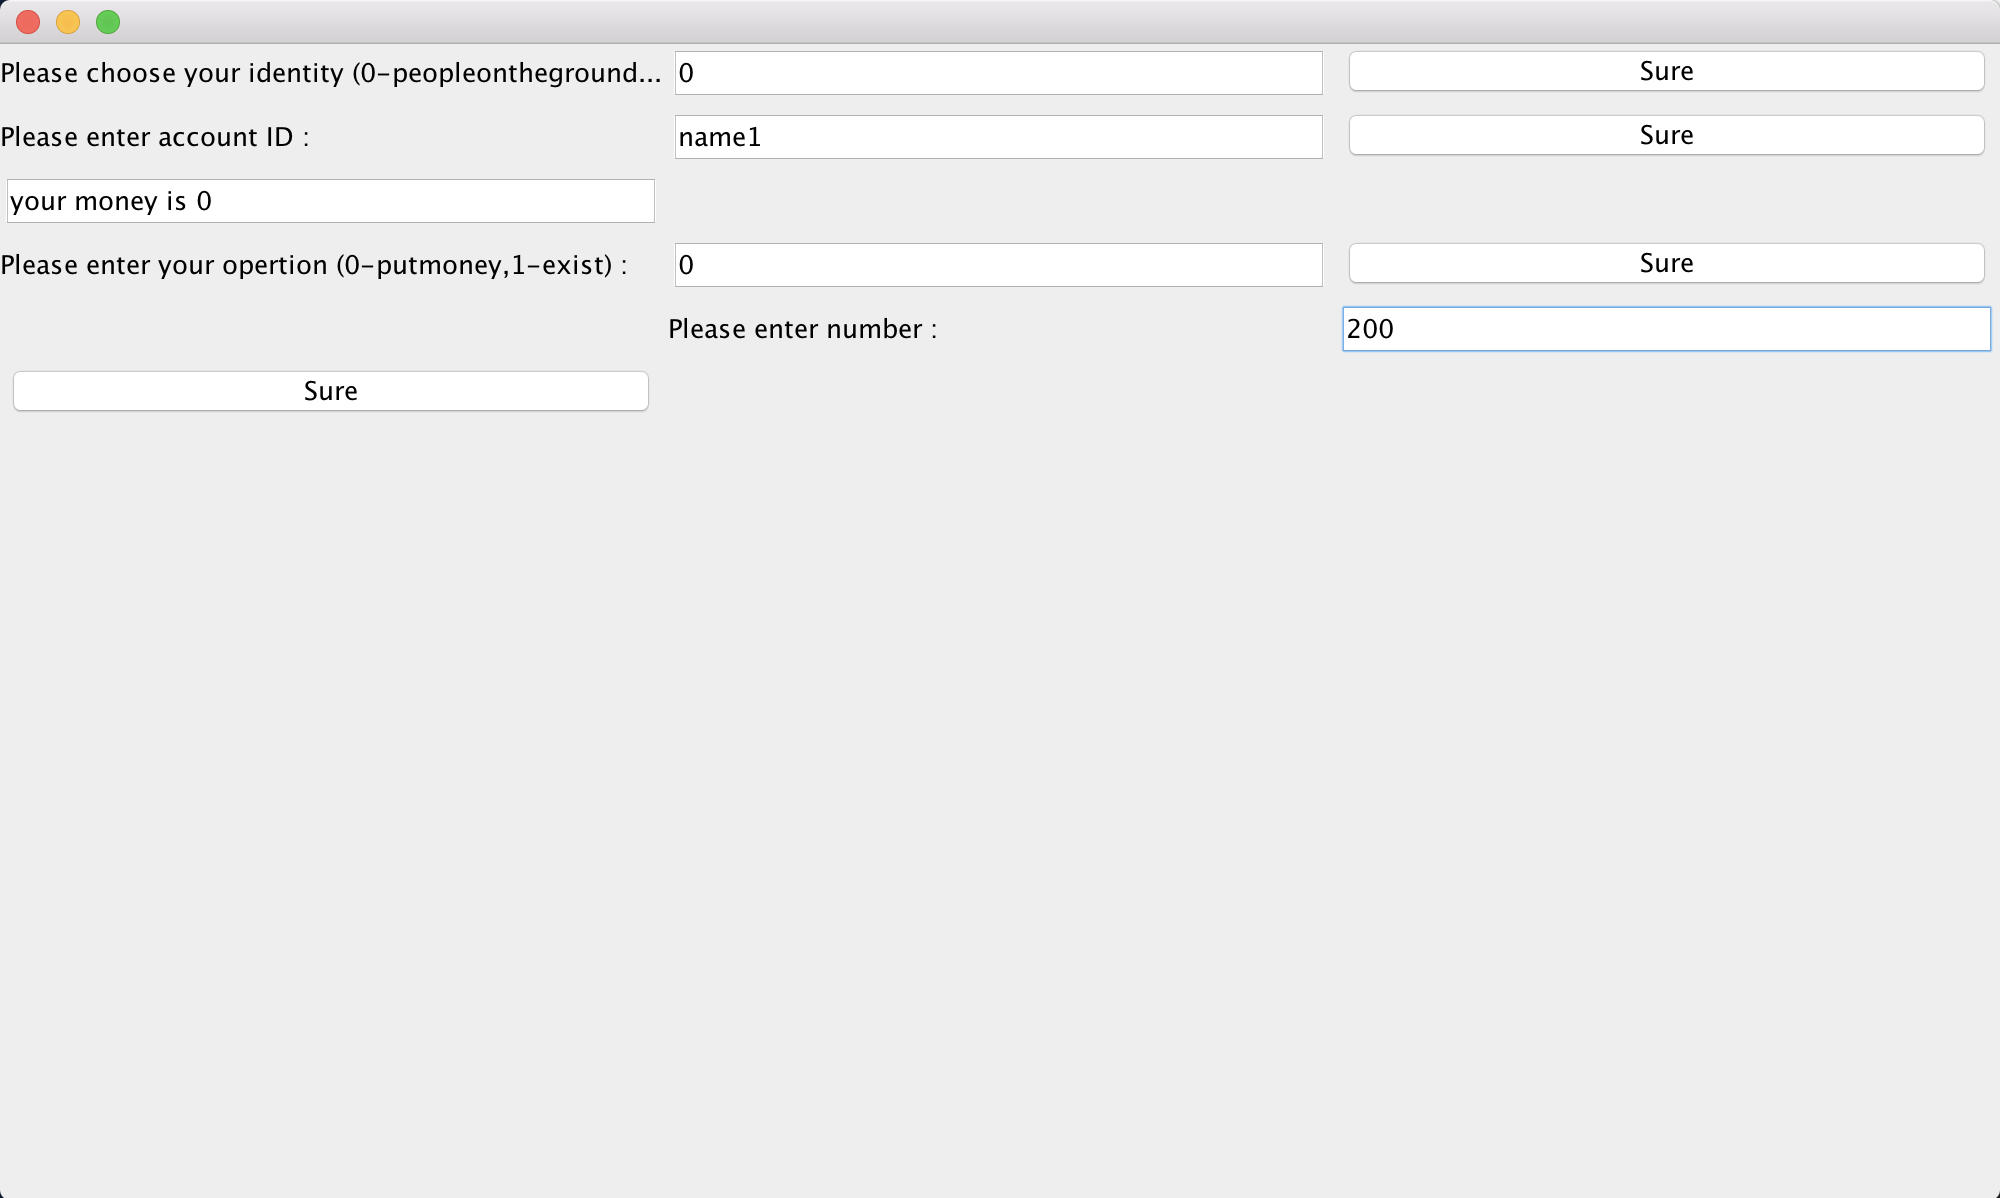 Please choose your identity (0-peopleontheground... 0 Sure
Please enter account ID : name1 Sure
your money is 0
Please enter your opertion (0-putmoney,1-exist) : 0 Sure
Please enter number : 200
Sure